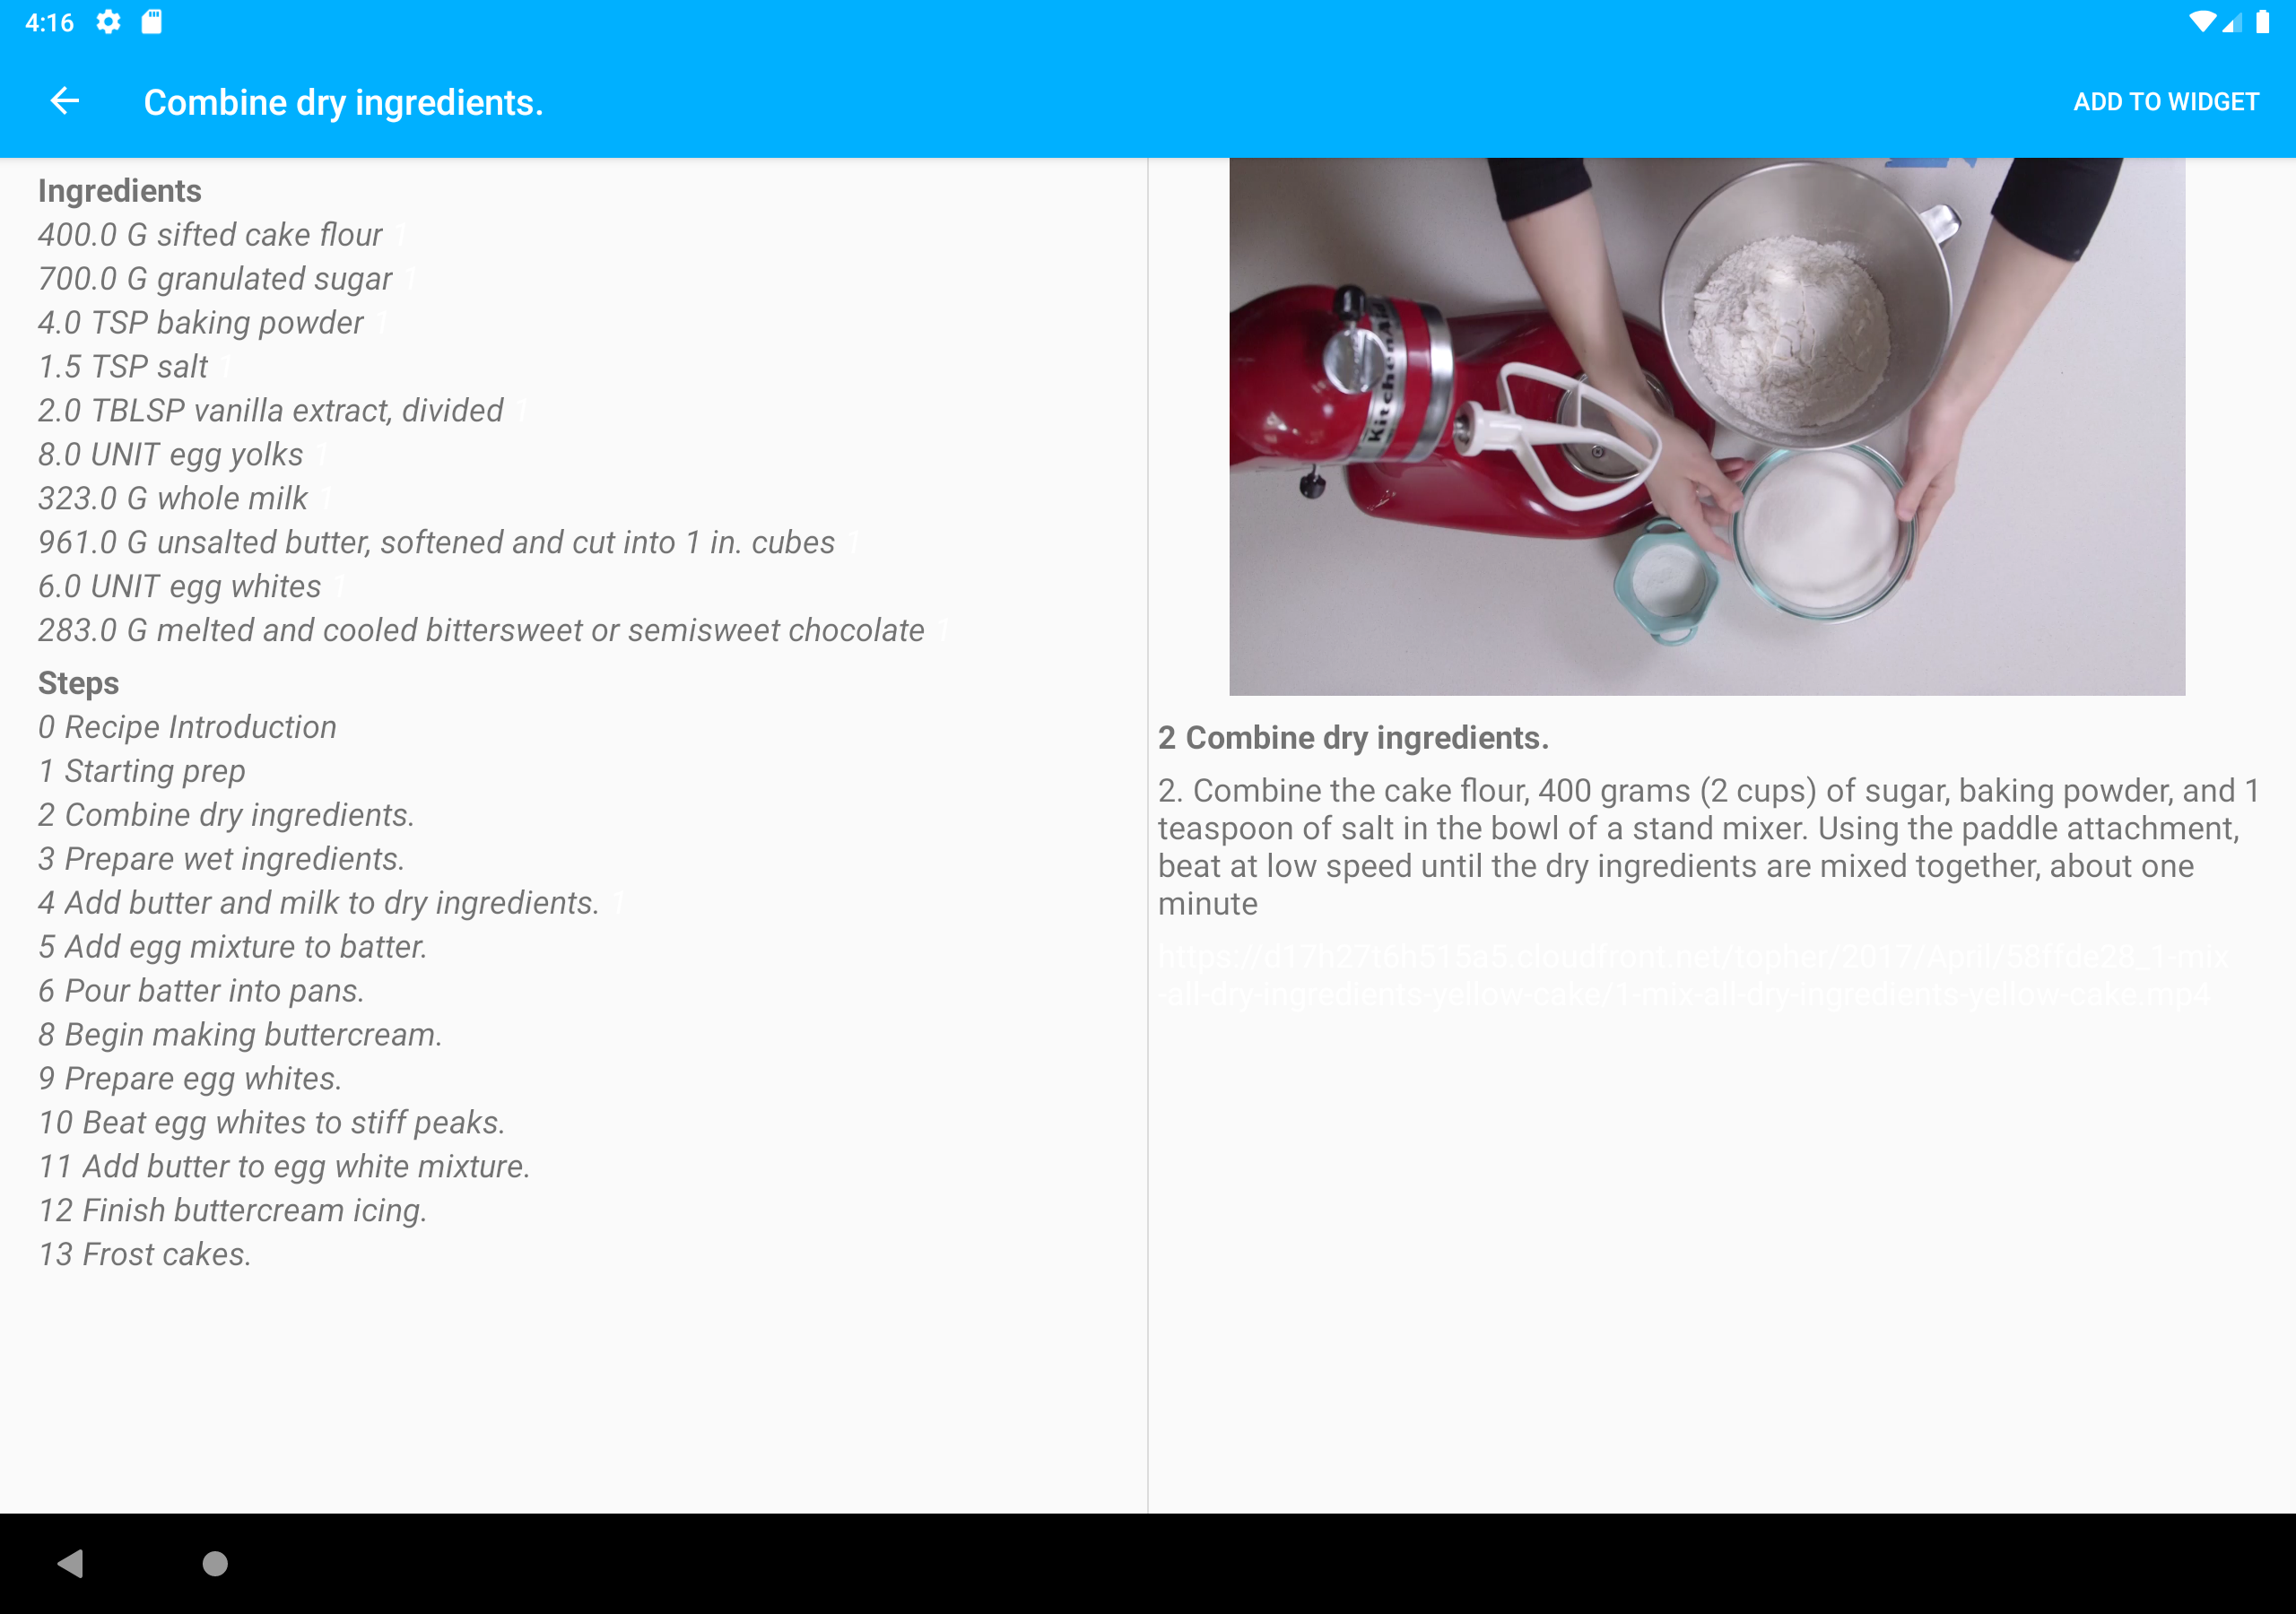 4:16
Combine dry ingredients.
ADD TO WIDGET
Ingredients
400.0 G sifted cake flour 1
700.0 G granulated sugar 1
4.0 TSP baking powder 1
1.5 TSP salt 1
2.0 TBLSP vanilla extract, divided 1
8.0 UNIT egg yolks 1
323.0 G whole milk 1
961.0 G unsalted butter, softened and cut into 1 in. cubes 1
6.0 UNIT egg whites 1
283.0 G melted and cooled bittersweet or semisweet chocolate 1
Steps
0 Recipe Introduction
1 Starting prep
2 Combine dry ingredients.
3 Prepare wet ingredients.
4 Add butter and milk to dry ingredients. 1
5 Add egg mixture to batter.
6 Pour batter into pans.
8 Begin making buttercream.
9 Prepare egg whites.
10 Beat egg whites to stiff peaks.
11 Add butter to egg white mixture.
12 Finish buttercream icing.
13 Frost cakes.
KitchenAid
2 Combine dry ingredients.
2. Combine the cake flour, 400 grams (2 cups) of sugar, baking powder, and 1
teaspoon of salt in the bowl of a stand mixer. Using the paddle attachment,
beat at low speed until the dry ingredients are mixed together, about one
minute
https://d17h27t6h515a5.cloudfront.net/topher/2017/April/58ffde28_1-mix
-all-dry-ingredients-yellow-cake/1-mix-all-dry-ingredients-yellow-cake.mp4